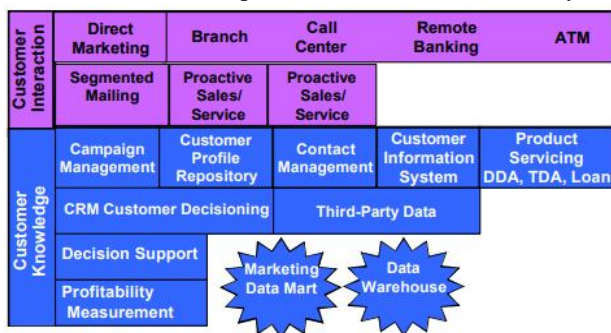 Customer
Interaction
Direct
Marketing
Branch
Call
Center
Remote
Banking
ATM
Segmented
Mailing
Proactive
Sales/
Service
Proactive
Sales/
Service
Customer
Knowledge
Campaign
Management
Customer
Profile
Repository
Contact
Management
Customer
Information
System
Product
Servicing
DDA, TDA, Loan
CRM Customer Decisioning
Third-Party Data
Decision Support
Marketing
Data Mart
Data
Warehouse
Profitability
Measurement